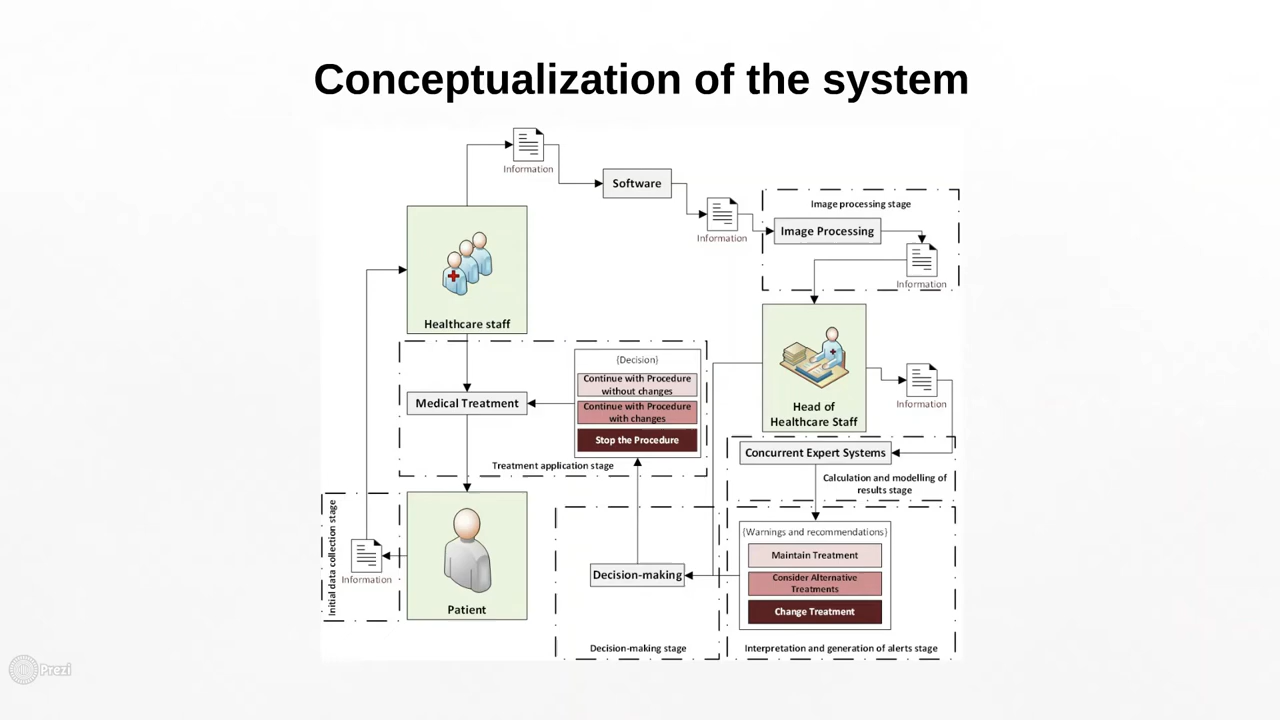 Conceptualization of the system
Information
Software
Information
Image processing stage
Image Processing
Information
Healthcare staff
Head of
Healthcare Staff
Information
{Decision}
Continue with Procedure
without changes
Continue with Procedure
with changes
Stop the Procedure
Medical Treatment
Treatment application stage
Concurrent Expert Systems
Calculation and modelling of
results stage
Initial data collection stage
Information
Patient
Decision-making
Decision-making stage
{Warnings and recommendations}
Maintain Treatment
Consider Alternative
Treatments
Change Treatment
Interpretation and generation of alerts stage
Prezi